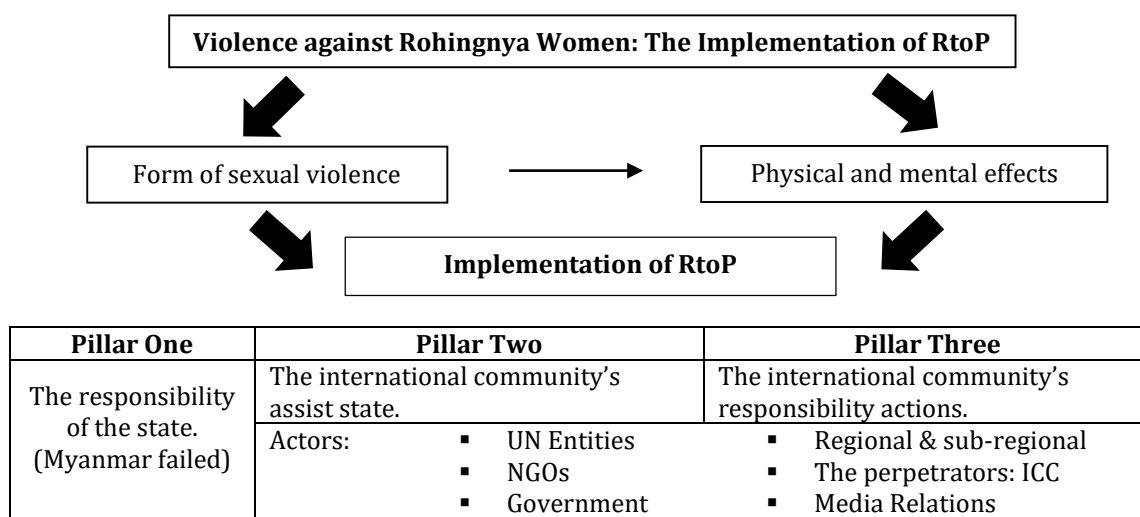 Violence against Rohingnya Women: The Implementation of RtoP
Form of sexual violence
Physical and mental effects
Implementation of RtoP
Pillar One
Pillar Two
Pillar Three
The responsibility
of the state.
(Myanmar failed)
The international community’s
assist state.
The international community’s
responsibility actions.
Actors:
▪ UN Entities
▪ NGOs
▪ Government
▪ Regional & sub-regional
▪ The perpetrators: ICC
▪ Media Relations